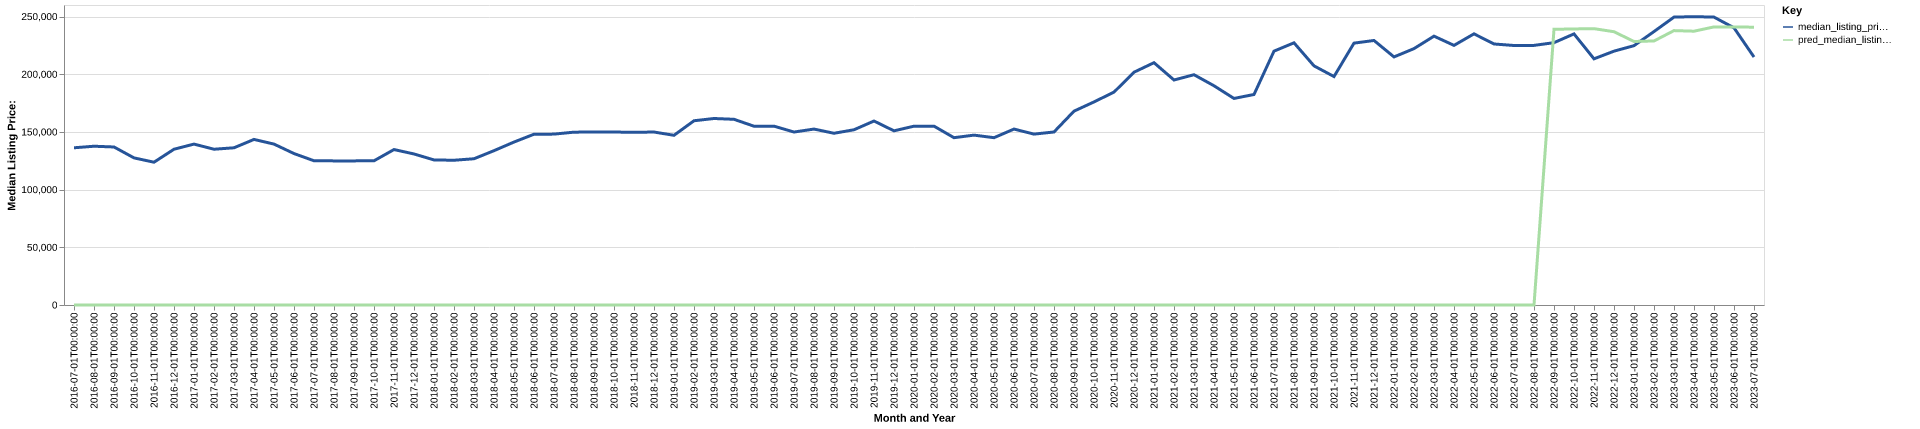 Key
median_listing_pri…
pred_median_listin…
Median Listing Price:
250,000
200,000
150,000
100,000
50,000
0
2016-07-01T00:00:00
2016-08-01T00:00:00
2016-09-01T00:00:00
2016-10-01T00:00:00
2016-11-01T00:00:00
2016-12-01T00:00:00
2017-01-01T00:00:00
2017-02-01T00:00:00
2017-03-01T00:00:00
2017-04-01T00:00:00
2017-05-01T00:00:00
2017-06-01T00:00:00
2017-07-01T00:00:00
2017-08-01T00:00:00
2017-09-01T00:00:00
2017-10-01T00:00:00
2017-11-01T00:00:00
2017-12-01T00:00:00
2018-01-01T00:00:00
2018-02-01T00:00:00
2018-03-01T00:00:00
2018-04-01T00:00:00
2018-05-01T00:00:00
2018-06-01T00:00:00
2018-07-01T00:00:00
2018-08-01T00:00:00
2018-09-01T00:00:00
2018-10-01T00:00:00
2018-11-01T00:00:00
2018-12-01T00:00:00
2019-01-01T00:00:00
2019-02-01T00:00:00
2019-03-01T00:00:00
2019-04-01T00:00:00
2019-05-01T00:00:00
2019-06-01T00:00:00
2019-07-01T00:00:00
2019-08-01T00:00:00
2019-09-01T00:00:00
2019-10-01T00:00:00
2019-11-01T00:00:00
2019-12-01T00:00:00
2020-01-01T00:00:00
2020-02-01T00:00:00
2020-03-01T00:00:00
2020-04-01T00:00:00
2020-05-01T00:00:00
2020-06-01T00:00:00
2020-07-01T00:00:00
2020-08-01T00:00:00
2020-09-01T00:00:00
2020-10-01T00:00:00
2020-11-01T00:00:00
2020-12-01T00:00:00
2021-01-01T00:00:00
2021-02-01T00:00:00
2021-03-01T00:00:00
2021-04-01T00:00:00
2021-05-01T00:00:00
2021-06-01T00:00:00
2021-07-01T00:00:00
2021-08-01T00:00:00
2021-09-01T00:00:00
2021-10-01T00:00:00
2021-11-01T00:00:00
2021-12-01T00:00:00
2022-01-01T00:00:00
2022-02-01T00:00:00
2022-03-01T00:00:00
2022-04-01T00:00:00
2022-05-01T00:00:00
2022-06-01T00:00:00
2022-07-01T00:00:00
2022-08-01T00:00:00
2022-09-01T00:00:00
2022-10-01T00:00:00
2022-11-01T00:00:00
2022-12-01T00:00:00
2023-01-01T00:00:00
2023-02-01T00:00:00
2023-03-01T00:00:00
2023-04-01T00:00:00
2023-05-01T00:00:00
2023-06-01T00:00:00
2023-07-01T00:00:00
Month and Year